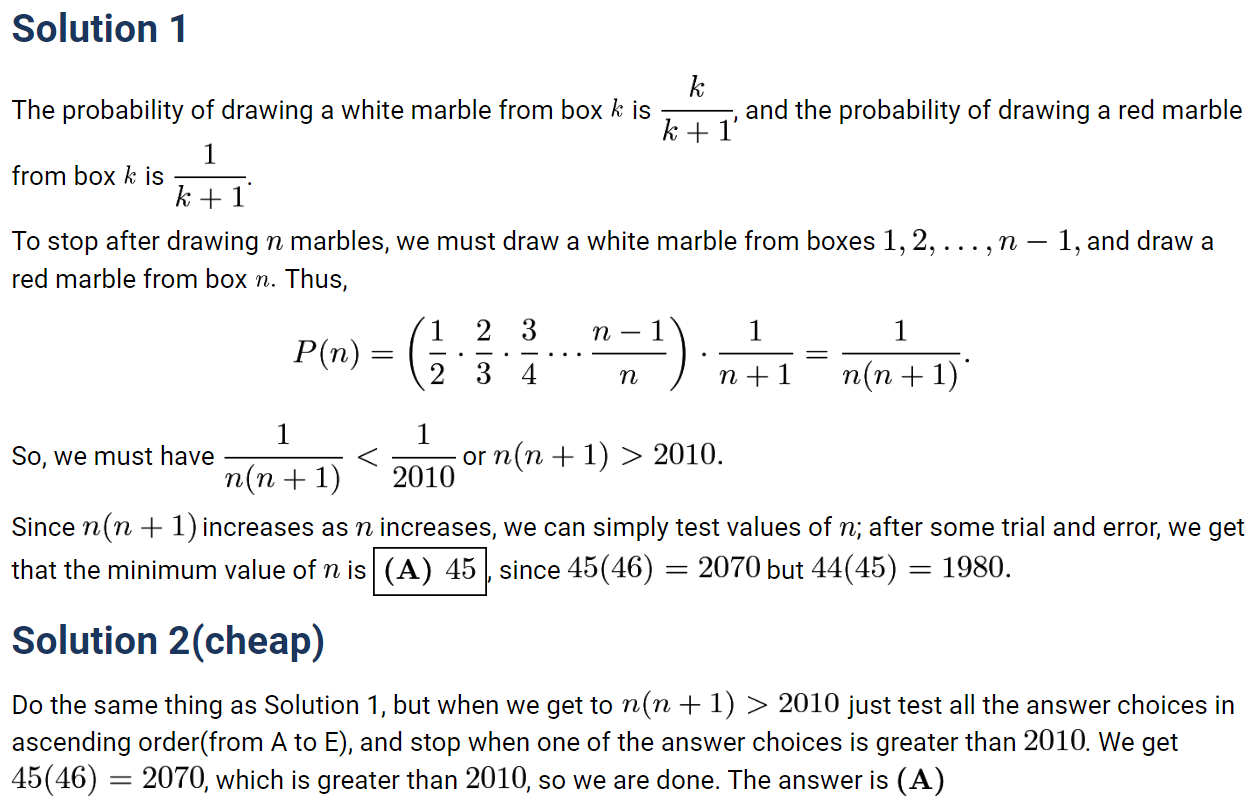 Solution 1
The probability of drawing a white marble from box k is \frac{k}{k+1}, and the probability of drawing a red marble
from box k is \frac{1}{k+1}.
To stop after drawing n marbles, we must draw a white marble from boxes 1, 2, . . . , n − 1, and draw a
red marble from box n. Thus,
P(n) = \left(\frac{1}{2} \cdot \frac{2}{3} \cdot \frac{3}{4} \cdots \frac{n-1}{n}\right) \cdot \frac{1}{n+1} = \frac{1}{n(n+1)}.
So, we must have \frac{1}{n(n+1)} < \frac{1}{2010} or n(n + 1) > 2010.
Since n(n + 1) increases as n increases, we can simply test values of n; after some trial and error, we get
that the minimum value of n is (A) 45, since 45(46) = 2070 but 44(45) = 1980.
Solution 2(cheap)
Do the same thing as Solution 1, but when we get to n(n + 1) > 2010 just test all the answer choices in
ascending order(from A to E), and stop when one of the answer choices is greater than 2010. We get
45(46) = 2070, which is greater than 2010, so we are done. The answer is (A)